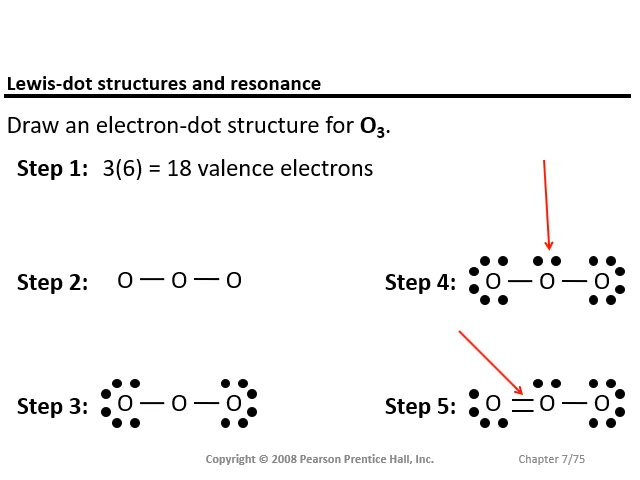 Lewis-dot structures and resonance
Draw an electron-dot structure for O₃.
Step 1: 3(6) = 18 valence electrons
Step 2: O — O — O
Step 4: O — O — O
Step 3: O — O — O
Step 5: O = O — O
Copyright © 2008 Pearson Prentice Hall, Inc.
Chapter 7/75